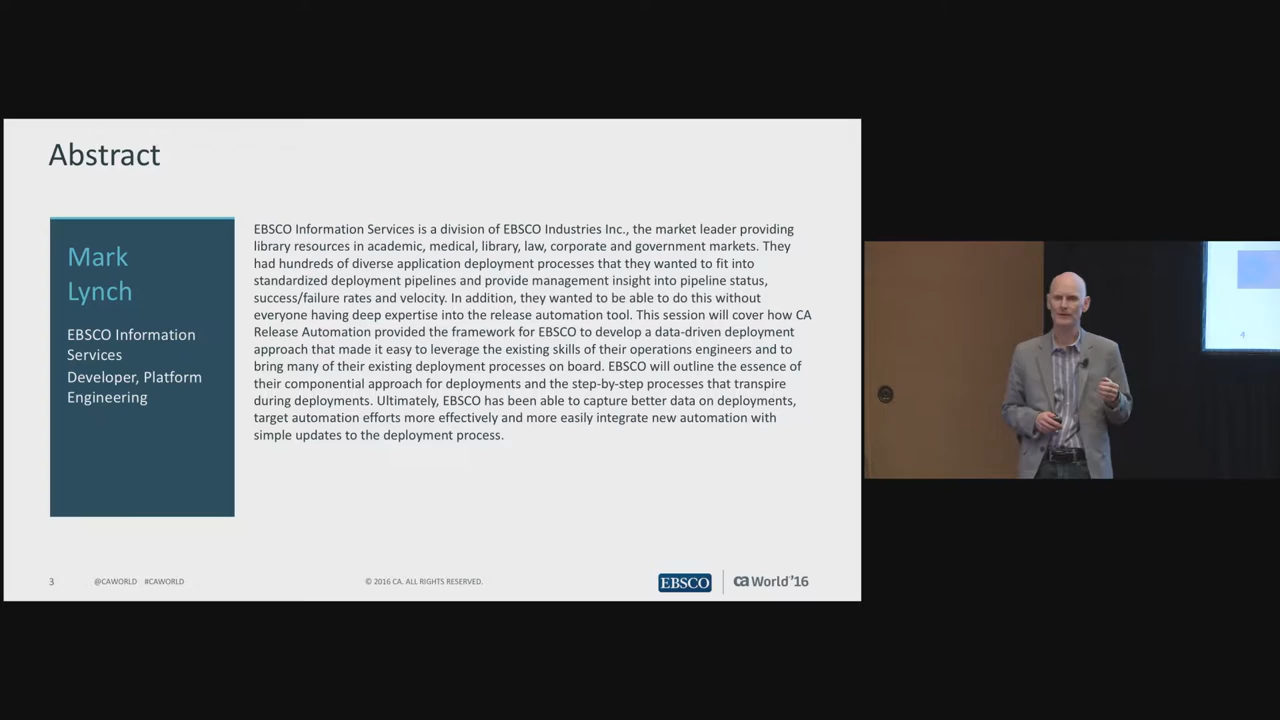 Abstract
Mark
Lynch
EBSCO Information
Services
Developer, Platform
Engineering
EBSCO Information Services is a division of EBSCO Industries Inc., the market leader providing
library resources in academic, medical, library, law, corporate and government markets. They
had hundreds of diverse application deployment processes that they wanted to fit into
standardized deployment pipelines and provide management insight into pipeline status,
success/failure rates and velocity. In addition, they wanted to be able to do this without
everyone having deep expertise into the release automation tool. This session will cover how CA
Release Automation provided the framework for EBSCO to develop a data-driven deployment
approach that made it easy to leverage the existing skills of their operations engineers and to
bring many of their existing deployment processes on board. EBSCO will outline the essence of
their componential approach for deployments and the step-by-step processes that transpire
during deployments. Ultimately, EBSCO has been able to capture better data on deployments,
target automation efforts more effectively and more easily integrate new automation with
simple updates to the deployment process.
3 @CAWORLD #CAWORLD © 2016 CA. ALL RIGHTS RESERVED. EBSCO ca World '16
4